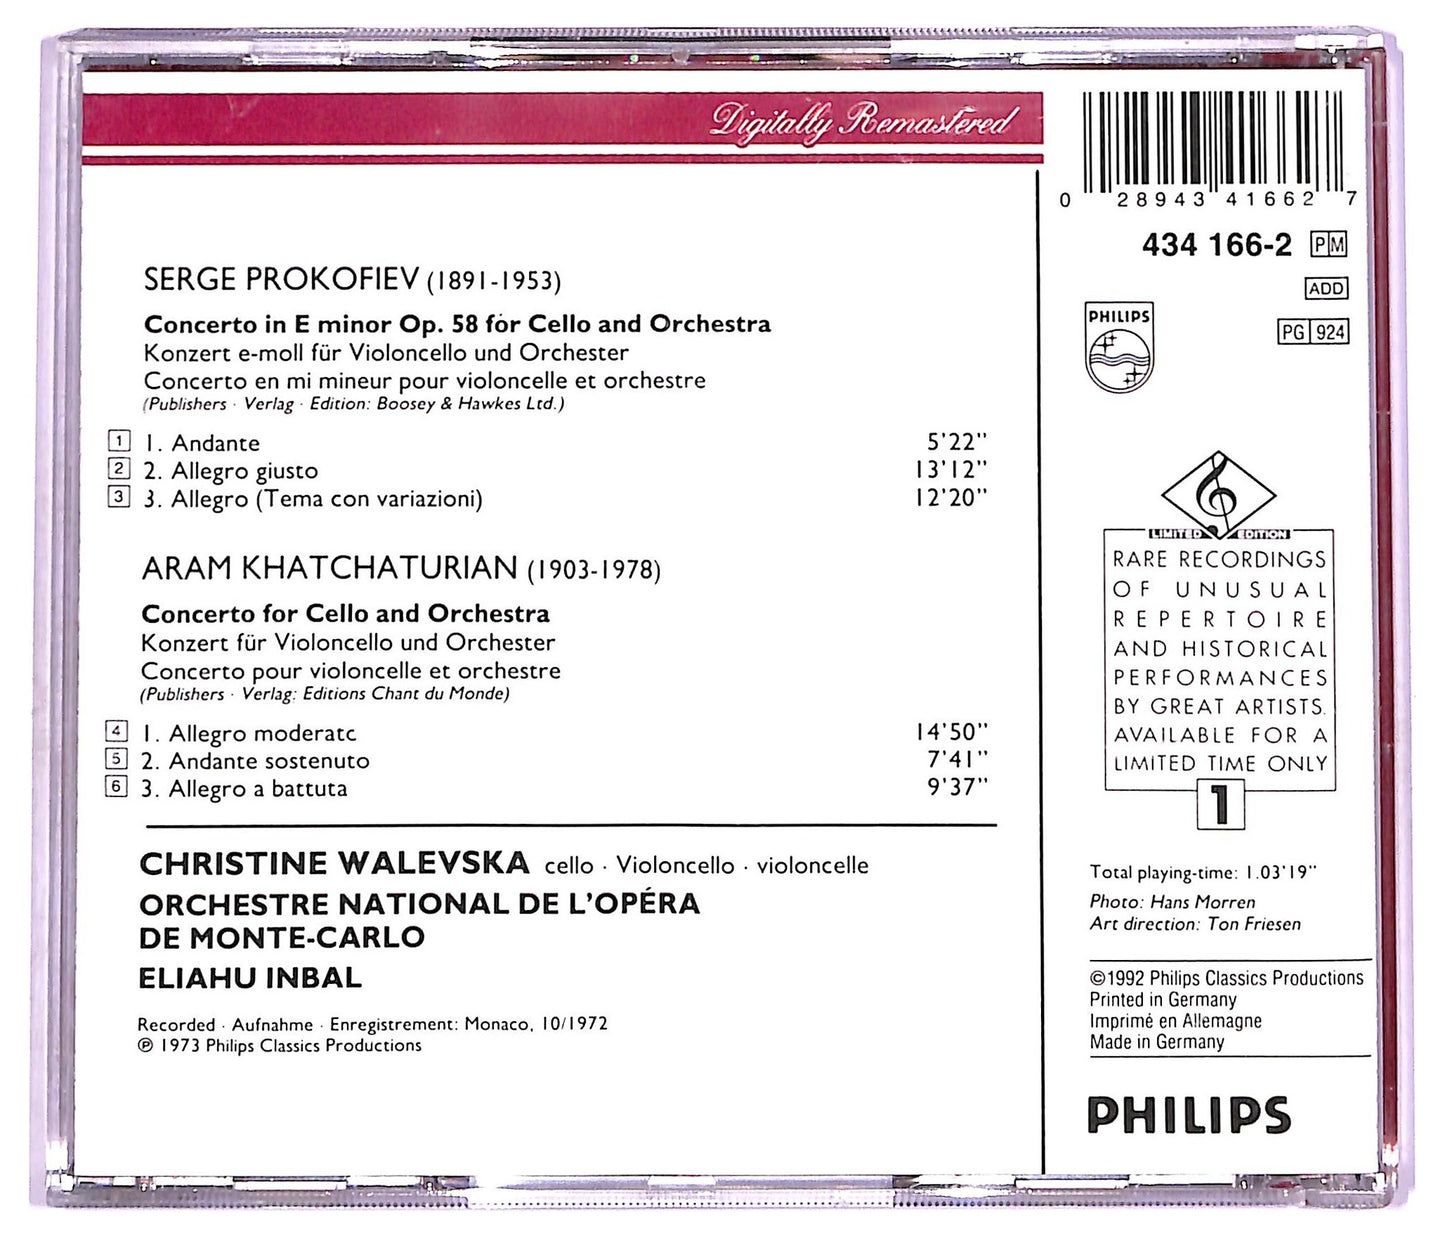 Digitally Remastered
SERGE PROKOFIEV (1891-1953)
Concerto in E minor Op. 58 for Cello and Orchestra
Konzert e-moll für Violoncello und Orchester
Concerto en mi mineur pour violoncelle et orchestre
(Publishers · Verlag · Edition: Boosey & Hawkes Ltd.)
1 1. Andante 5'22"
2 2. Allegro giusto 13'12"
3 3. Allegro (Tema con variazioni) 12'20"
ARAM KHATCHATURIAN (1903-1978)
Concerto for Cello and Orchestra
Konzert für Violoncello und Orchester
Concerto pour violoncelle et orchestre
(Publishers · Verlag: Editions Chant du Monde)
4 1. Allegro moderato 14'50"
5 2. Andante sostenuto 7'41"
6 3. Allegro a battuta 9'37"
CHRISTINE WALEVSKA cello · Violoncello · violoncelle
ORCHESTRE NATIONAL DE L'OPÉRA
DE MONTE-CARLO
ELIAHU INBAL
Recorded · Aufnahme · Enregistrement: Monaco, 10/1972
℗ 1973 Philips Classics Productions
0 28943 41662 7
434 166-2 PM
ADD
PG 924
PHILIPS
LIMITED EDITION
RARE RECORDINGS
OF UNUSUAL
REPERTOIRE
AND HISTORICAL
PERFORMANCES
BY GREAT ARTISTS.
AVAILABLE FOR A
LIMITED TIME ONLY
1
Total playing-time: 1.03'19"
Photo: Hans Morren
Art direction: Ton Friesen
©1992 Philips Classics Productions
Printed in Germany
Imprimé en Allemagne
Made in Germany
PHILIPS